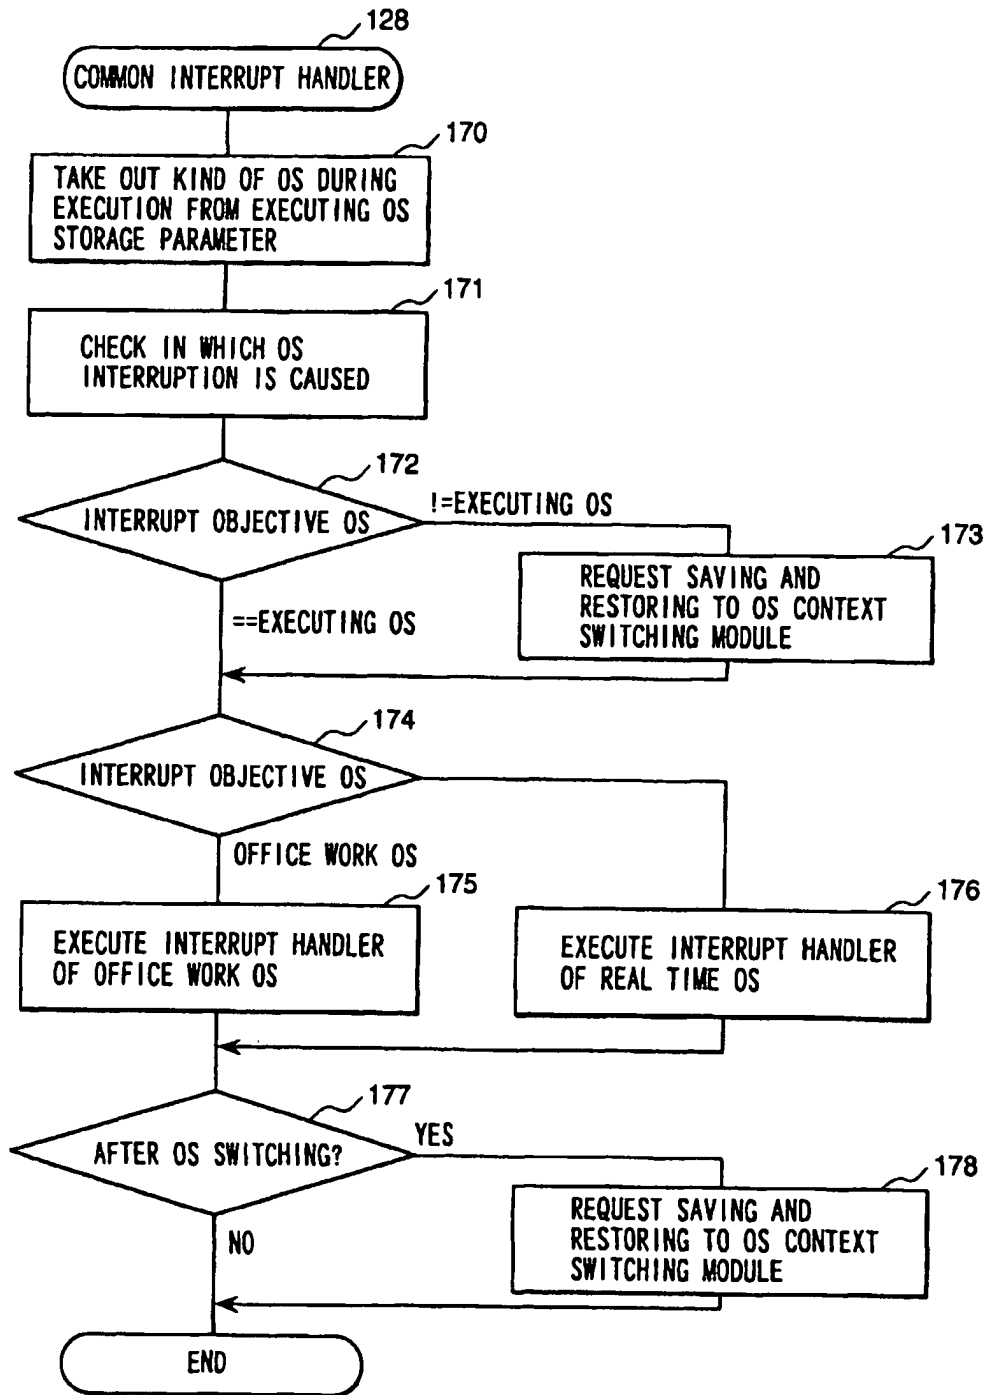 128
COMMON INTERRUPT HANDLER
170
TAKE OUT KIND OF OS DURING
EXECUTION FROM EXECUTING OS
STORAGE PARAMETER
171
CHECK IN WHICH OS
INTERRUPTION IS CAUSED
172
INTERRUPT OBJECTIVE OS
!=EXECUTING OS
173
REQUEST SAVING AND
RESTORING TO OS CONTEXT
SWITCHING MODULE
==EXECUTING OS
174
INTERRUPT OBJECTIVE OS
OFFICE WORK OS
175
EXECUTE INTERRUPT HANDLER
OF OFFICE WORK OS
176
EXECUTE INTERRUPT HANDLER
OF REAL TIME OS
177
AFTER OS SWITCHING?
YES
178
REQUEST SAVING AND
RESTORING TO OS CONTEXT
SWITCHING MODULE
NO
END